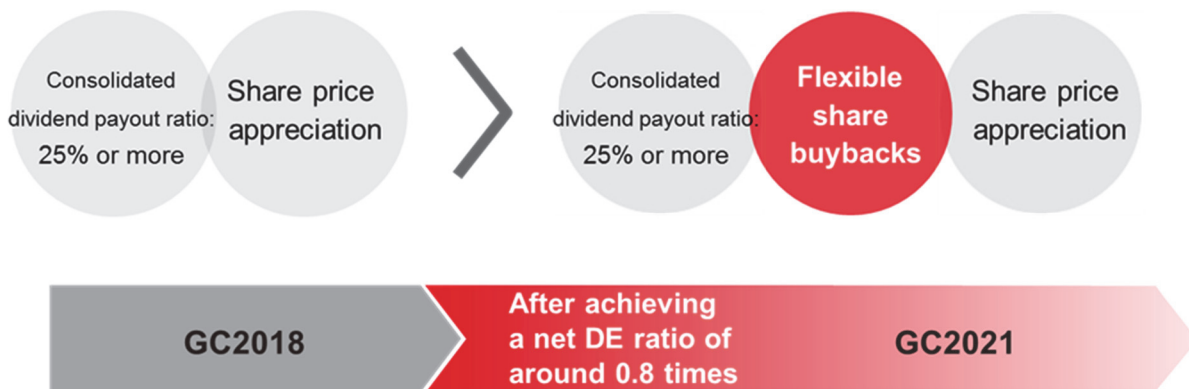 Consolidated
dividend payout ratio:
25% or more
Share price
appreciation
Consolidated
dividend payout ratio:
25% or more
Flexible
share
buybacks
Share price
appreciation
GC2018
After achieving
a net DE ratio of
around 0.8 times
GC2021